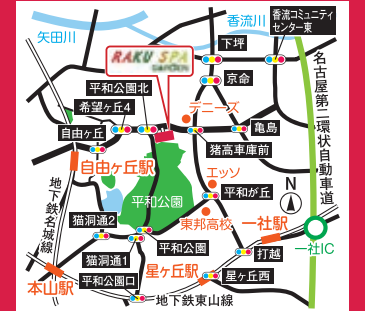 矢田川
香流川
香流コミュニティ
センター東
下坪
RAKU SPA
GARDEN
京命
平和公園北
希望ヶ丘4
デニーズ
亀島
自由ヶ丘
猪高車庫前
自由ヶ丘駅
名古屋第二環状自動車道
エッソ
平和が丘
平和公園
N
地下鉄名城線
猫洞通2
東邦高校
一社駅
一社IC
平和公園
打越
猫洞通1
本山駅
平和公園口
星ヶ丘駅
星ヶ丘西
地下鉄東山線